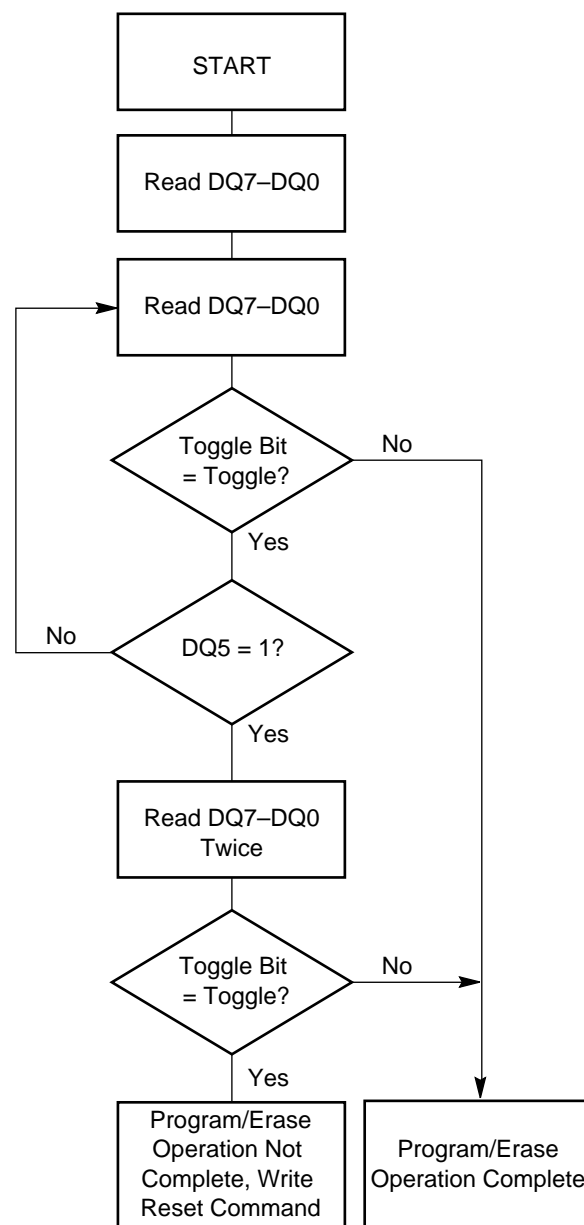 START
Read DQ7–DQ0
Read DQ7–DQ0
Toggle Bit
= Toggle?
No
Yes
No
DQ5 = 1?
Yes
Read DQ7–DQ0
Twice
Toggle Bit
= Toggle?
No
Yes
Program/Erase
Operation Not
Complete, Write
Reset Command
Program/Erase
Operation Complete